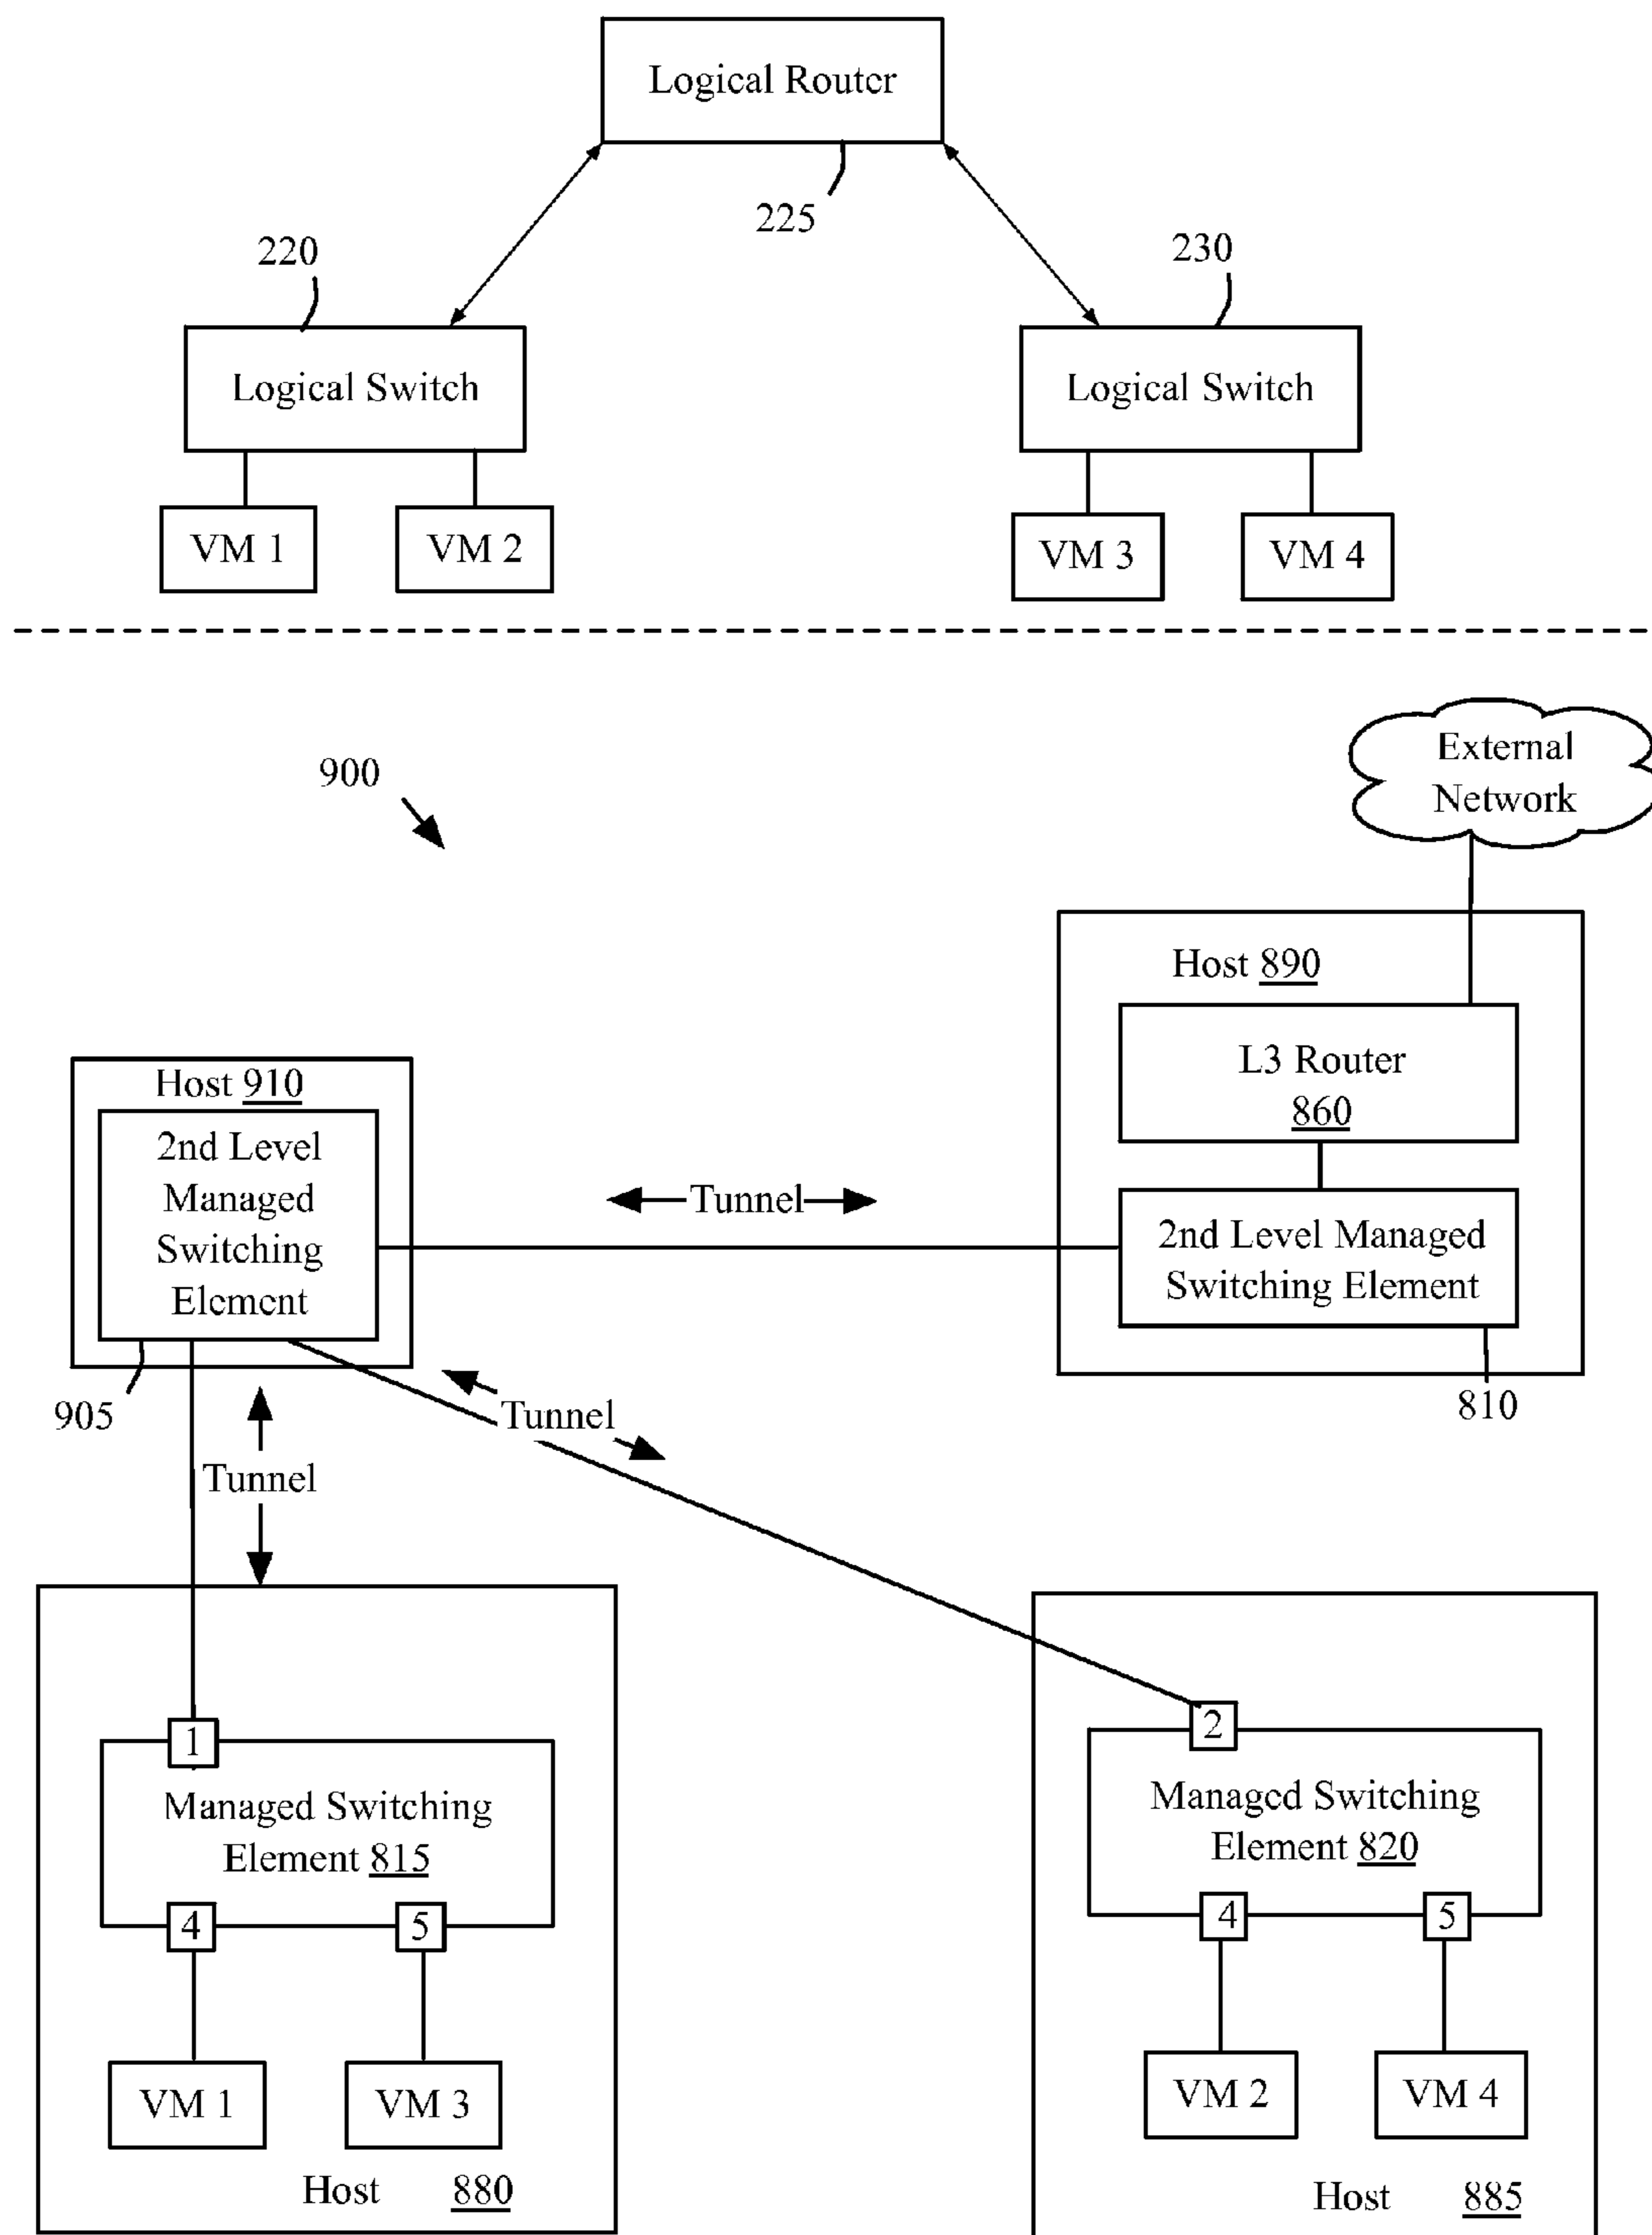 Logical Router
225
220
230
Logical Switch
Logical Switch
VM 1
VM 2
VM 3
VM 4
External
Network
900
Host 890
L3 Router
860
Host 910
2nd Level
Managed
Switching
Element
Tunnel
2nd Level Managed
Switching Element
905
810
Tunnel
Tunnel
1
Managed Switching
Element 815
4
5
VM 1
VM 3
Host 880
2
Managed Switching
Element 820
4
5
VM 2
VM 4
Host 885